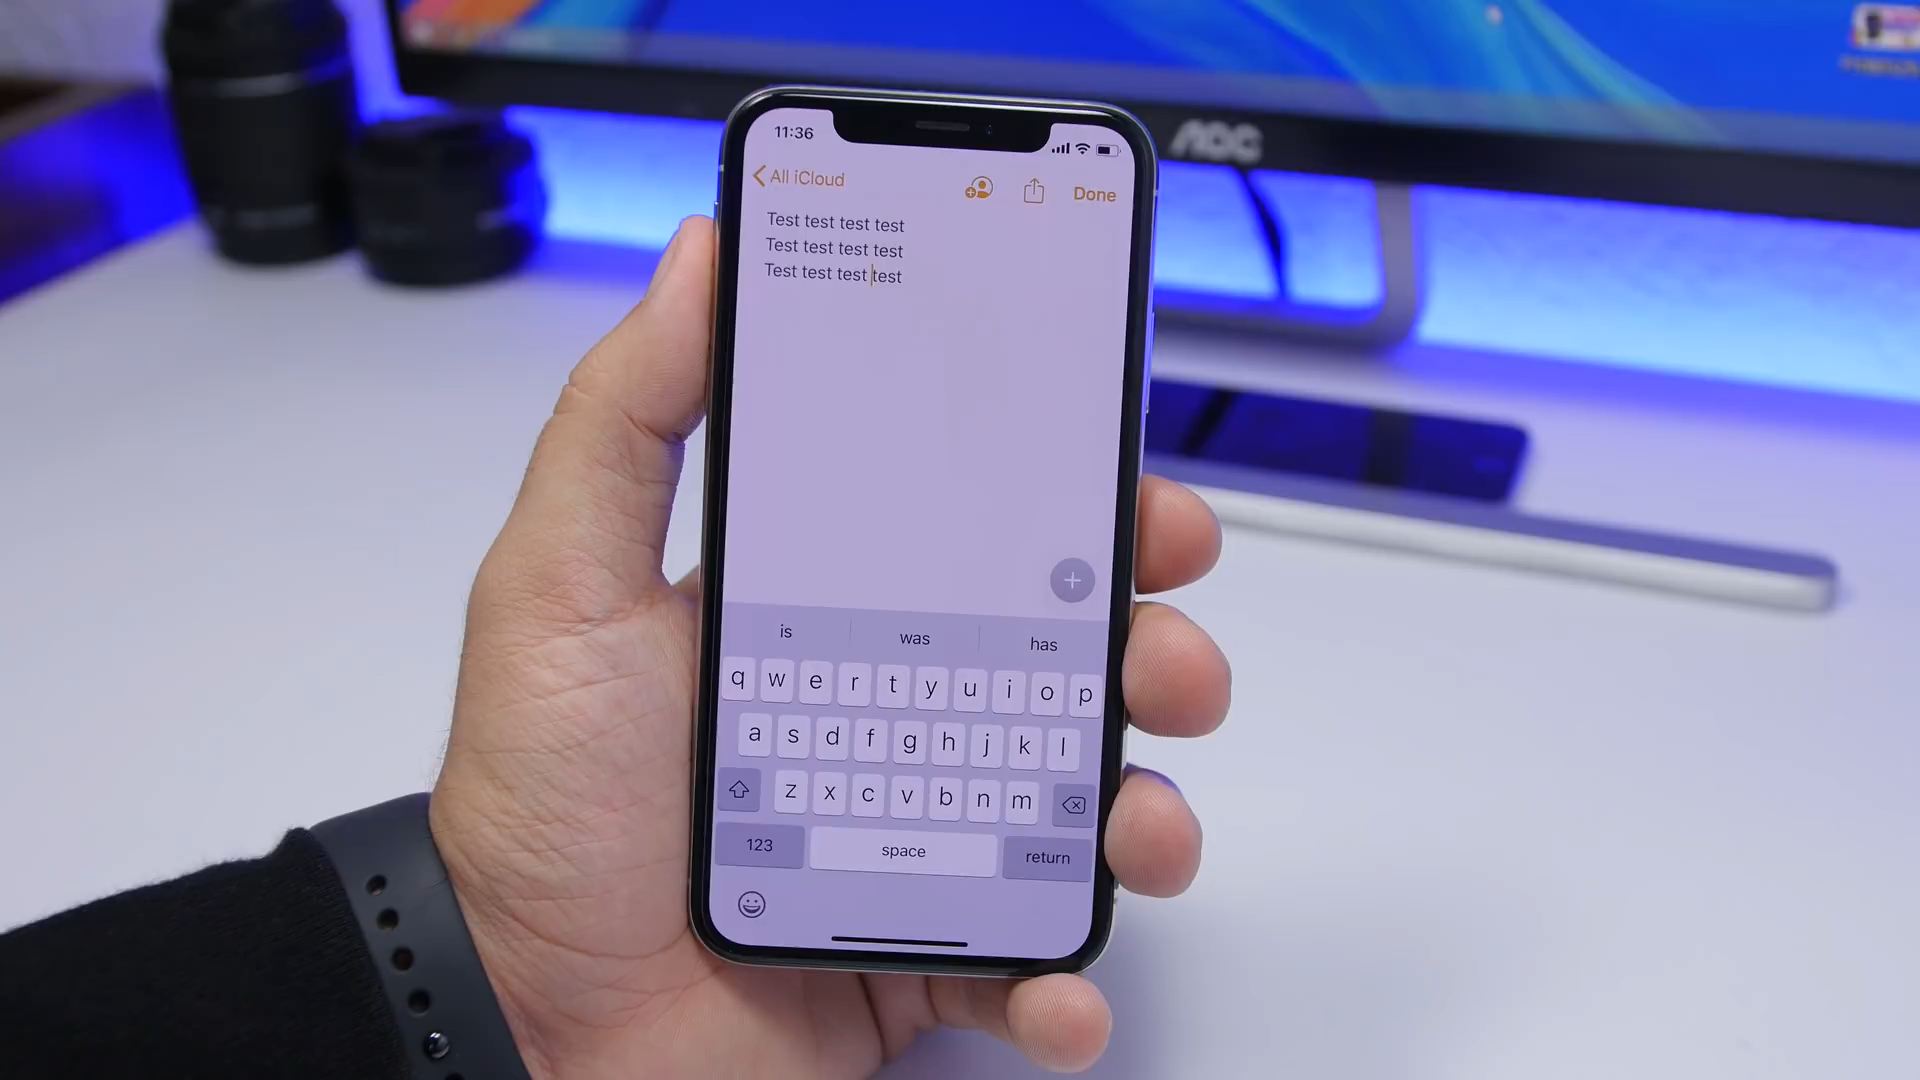 AOC
11:36
All iCloud
Done
Test test test test
Test test test test
Test test test test
is was has
q w e r t y u i o p
a s d f g h j k l
z x c v b n m
123 space return